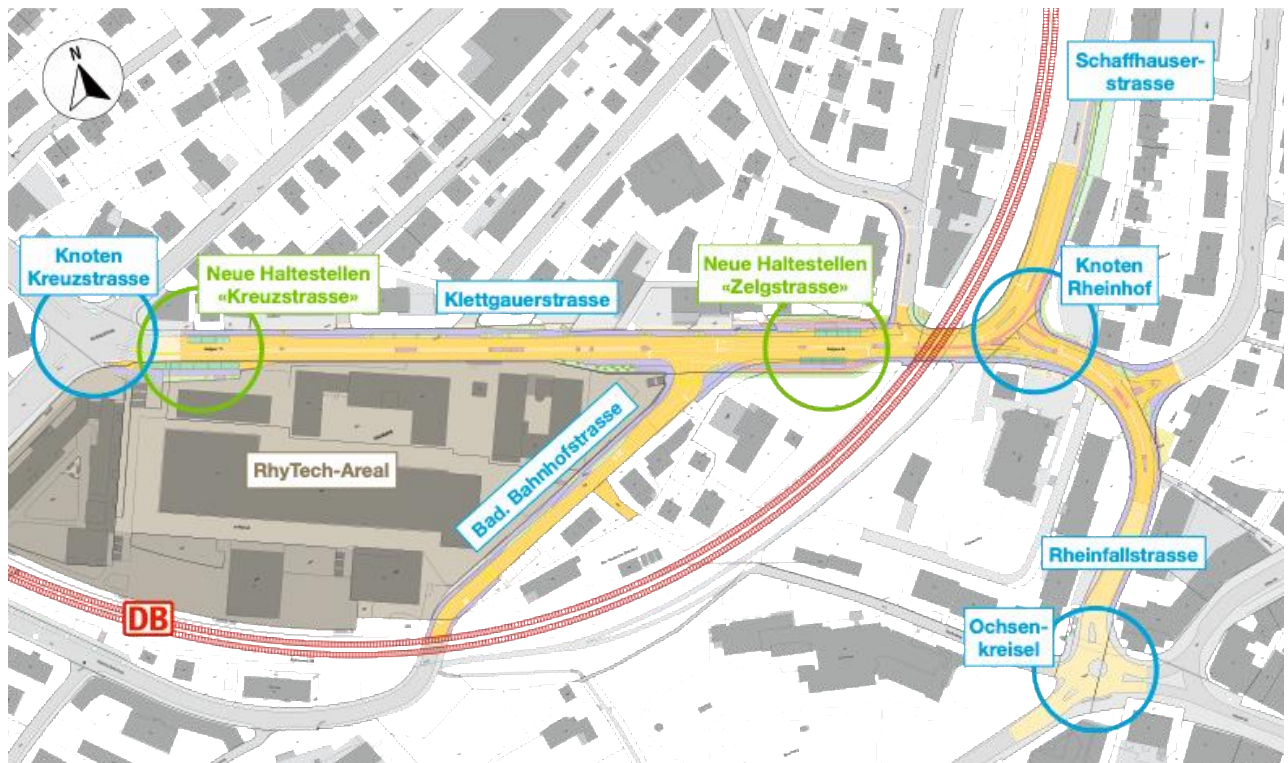 N
Schaffhauser-
strasse
Knoten
Kreuzstrasse
Neue Haltestellen
«Kreuzstrasse»
Klettgauerstrasse
Neue Haltestellen
«Zelgstrasse»
Knoten
Rheinhof
RhyTech-Areal
Bad. Bahnhofstrasse
Rheinfallstrasse
DB
Ochsen-
kreisel